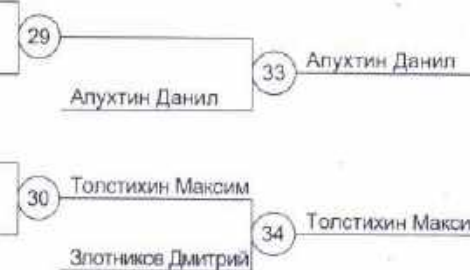 29
33
Апухтин Данил
Апухтин Данил
30
Толстихин Максим
34
Толстихин Макси
Злотников Дмитрий